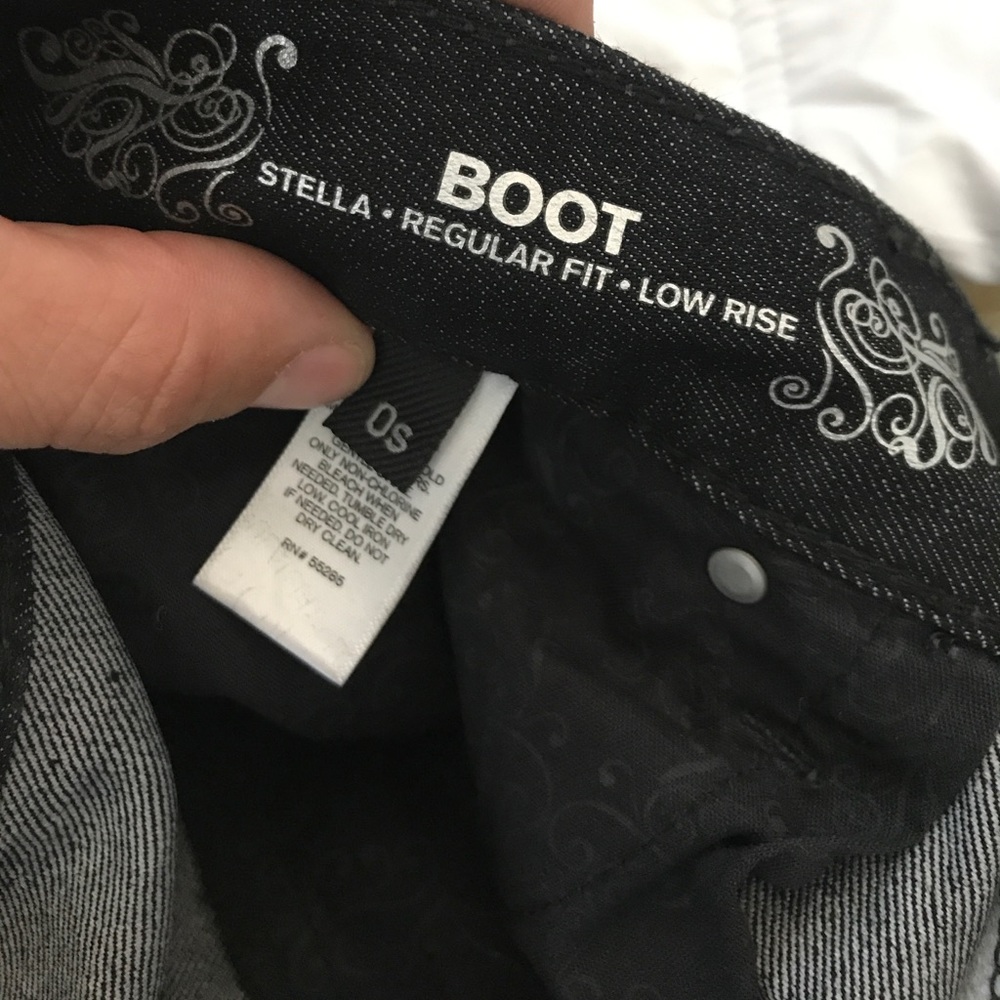 BOOT
STELLA • REGULAR FIT • LOW RISE
0S
ONLY NON-CHLORINE
BLEACH WHEN
NEEDED. TUMBLE DRY
LOW. COOL IRON
IF NEEDED. DO NOT
DRY CLEAN.
RN# 55285